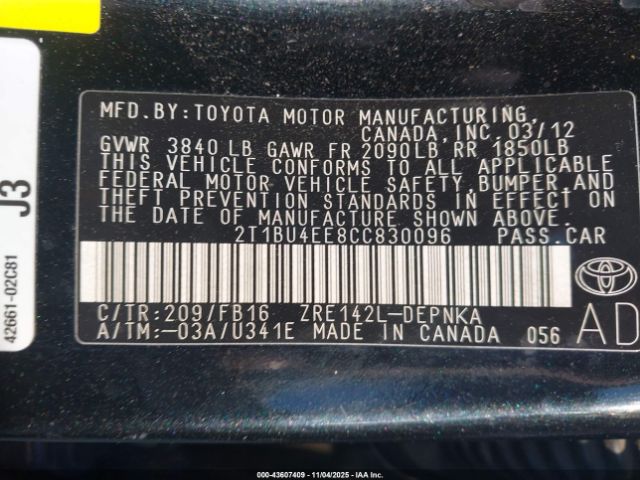 MFD.BY:TOYOTA MOTOR MANUFACTURING,
CANADA,INC.03/12
GVWR 3840 LB GAWR FR 2090LB RR 1850LB
THIS VEHICLE CONFORMS TO ALL APPLICABLE
FEDERAL MOTOR VEHICLE SAFETY,BUMPER,AND
THEFT PREVENTION STANDARDS IN EFFECT ON
THE DATE OF MANUFACTURE SHOWN ABOVE.
2T1BU4EE8CC830096 PASS.CAR
C/TR:209/FB16 ZRE142L-DEPNKA
A/TM:-03A/U341E MADE IN CANADA 056
AD
TOYOTA
J3
42661-02C81
000-43607409 11/04/2025 IAA HOLDINGS, LLC